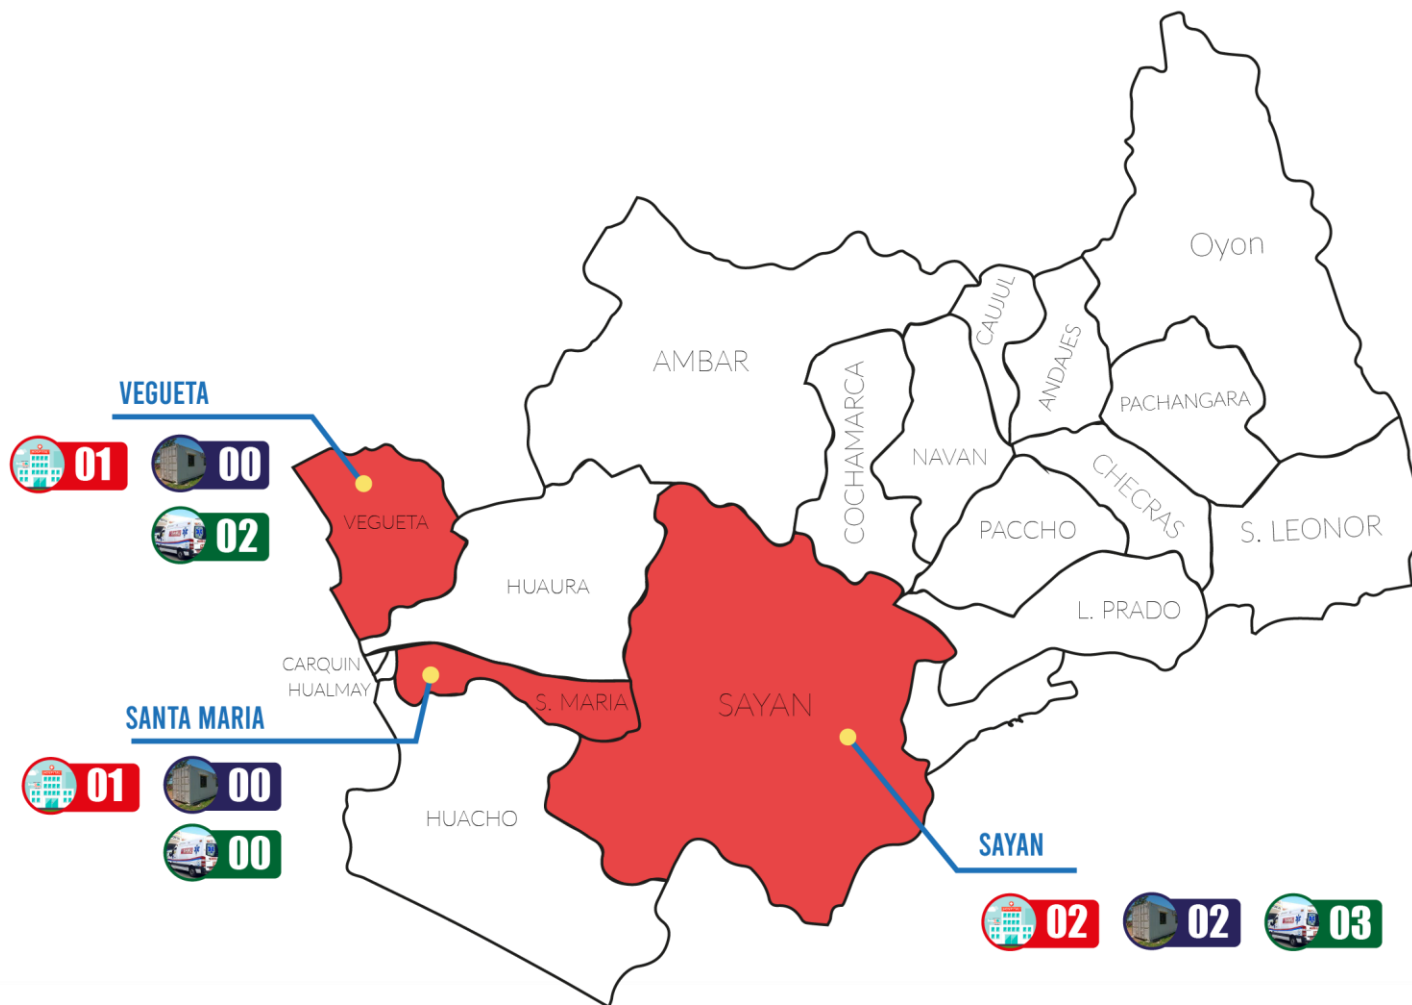 Oyon
CAUJUL
ANDAJES
AMBAR
COCHAMARCA
PACHANGARA
VEGUETA
01
00
02
NAVAN
CHECRAS
VEGUETA
PACCHO
S. LEONOR
HUAURA
L. PRADO
CARQUIN
HUALMAY
S. MARIA
SAYAN
SANTA MARIA
01
00
00
HUACHO
SAYAN
02
02
03